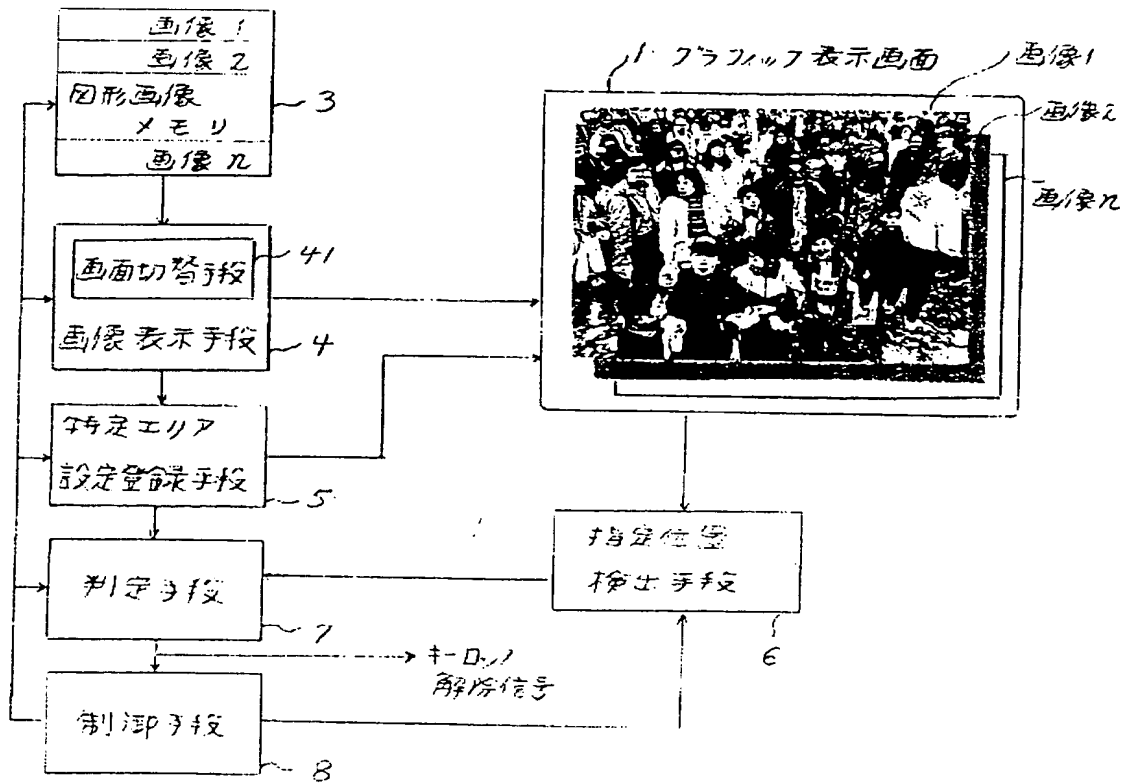 画像 1
画像 2
図形画像
メモリ
画像 n
3
画面切替手段
41
画像表示手段
4
特定エリア
設定登録手段
5
判定手段
7
制御手段
8
キーロック
解除信号
1 グラフィック表示画面
画像1
画像2
画像n
指定位置
検出手段
6